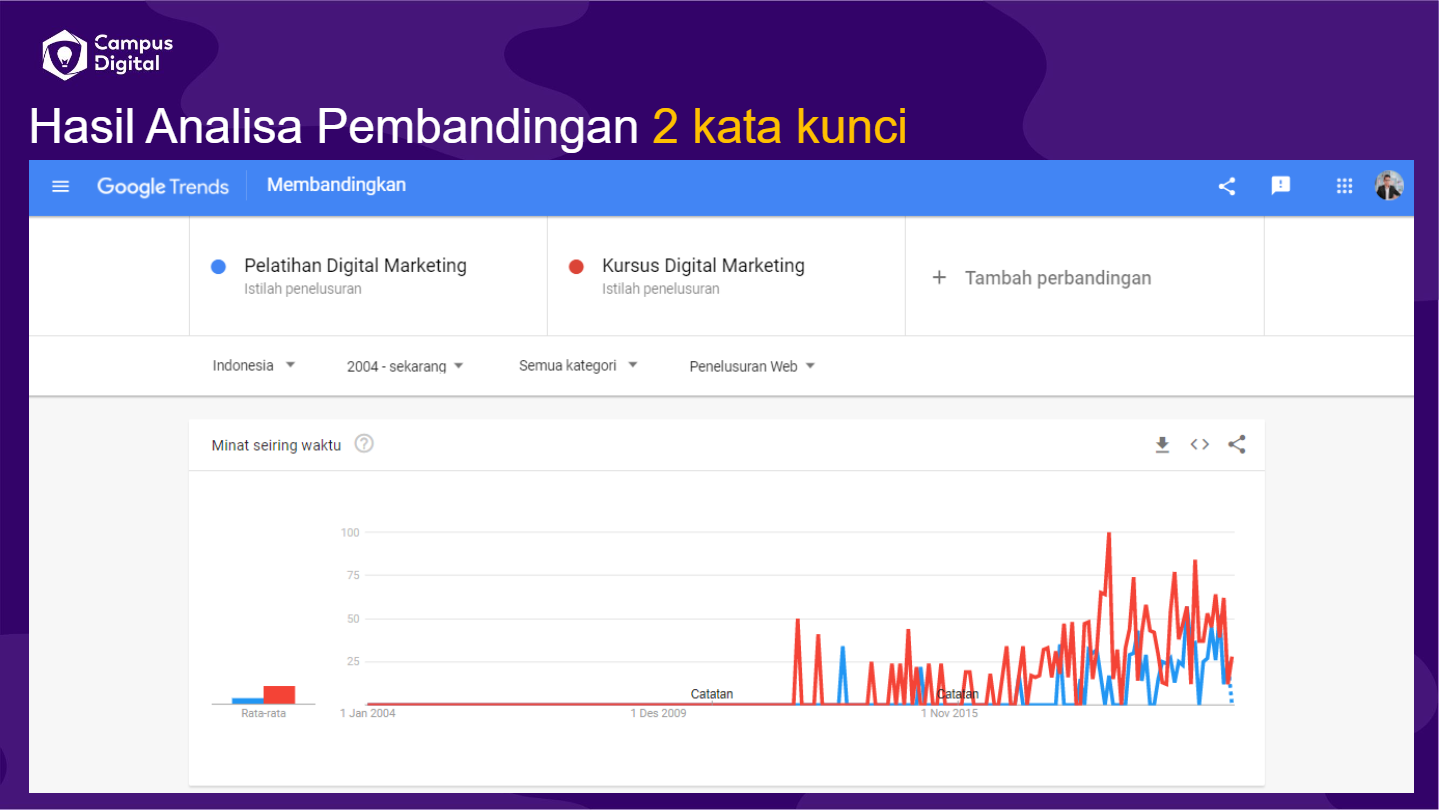 Campus
Digital
Hasil Analisa Pembandingan 2 kata kunci
Google Trends
Membandingkan
Pelatihan Digital Marketing
Istilah penelusuran
Kursus Digital Marketing
Istilah penelusuran
+ Tambah perbandingan
Indonesia
2004 - sekarang
Semua kategori
Penelusuran Web
Minat seiring waktu
100
75
50
25
Catatan
Catatan
Rata-rata
1 Jan 2004
1 Des 2009
1 Nov 2015